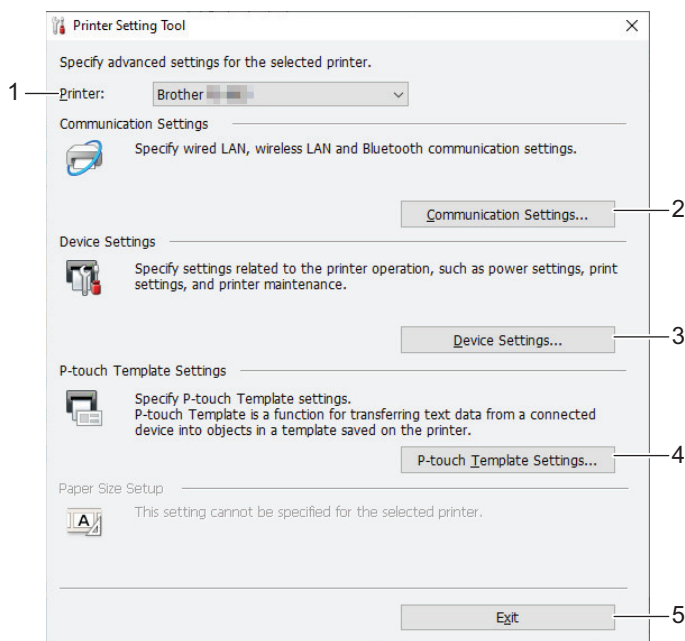 Printer Setting Tool
Specify advanced settings for the selected printer.
1 Printer: Brother
Communication Settings
Specify wired LAN, wireless LAN and Bluetooth communication settings.
Communication Settings... 2
Device Settings
Specify settings related to the printer operation, such as power settings, print
settings, and printer maintenance.
Device Settings... 3
P-touch Template Settings
Specify P-touch Template settings.
P-touch Template is a function for transferring text data from a connected
device into objects in a template saved on the printer.
P-touch Template Settings... 4
Paper Size Setup
A This setting cannot be specified for the selected printer.
Exit 5